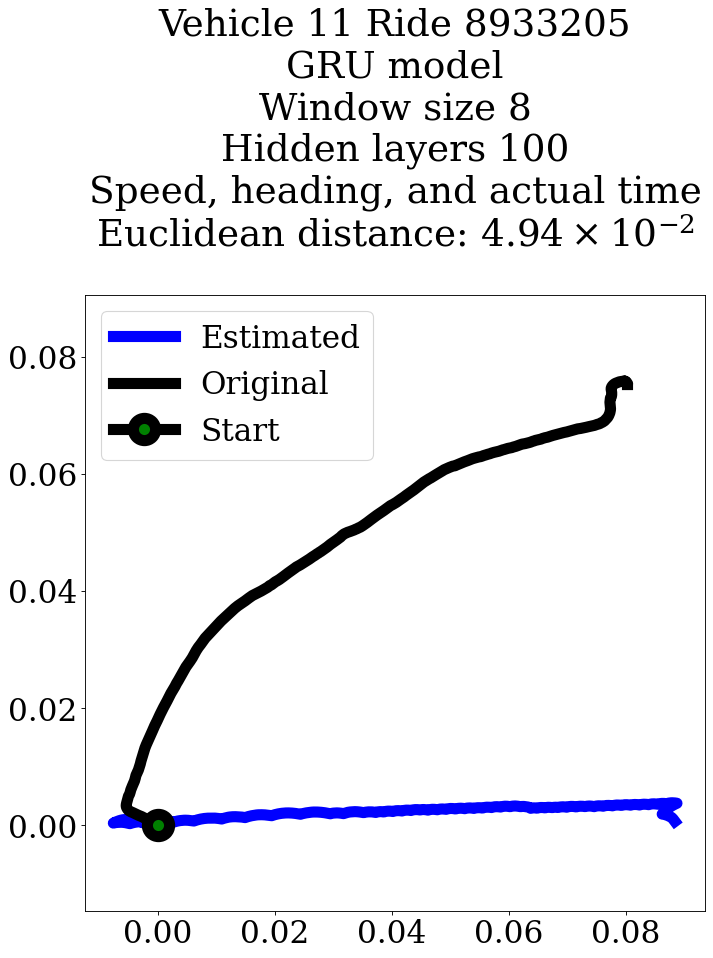 Vehicle 11 Ride 8933205
GRU model
Window size 8
Hidden layers 100
Speed, heading, and actual time
Euclidean distance: 4.94 × 10⁻²
Estimated
Original
Start
0.08
0.06
0.04
0.02
0.00
0.00 0.02 0.04 0.06 0.08